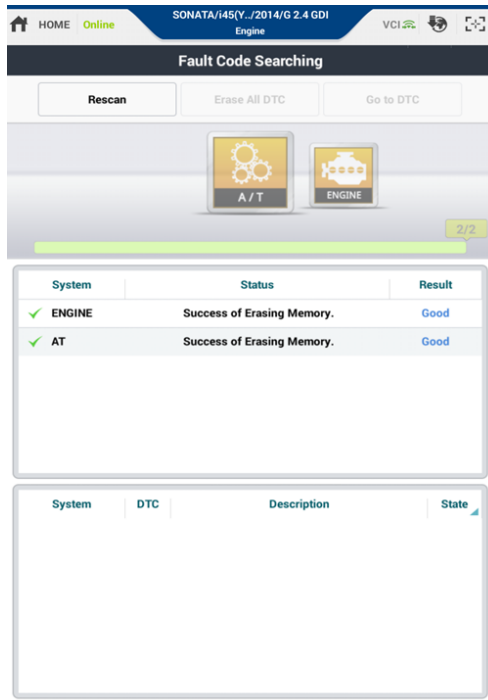 SONATA/i45(Y../2014/G 2.4 GDI
HOME Online Engine VCI
Fault Code Searching
Rescan Erase All DTC Go to DTC
A/T ENGINE
2/2
System Status Result
ENGINE Success of Erasing Memory. Good
AT Success of Erasing Memory. Good
System DTC Description State